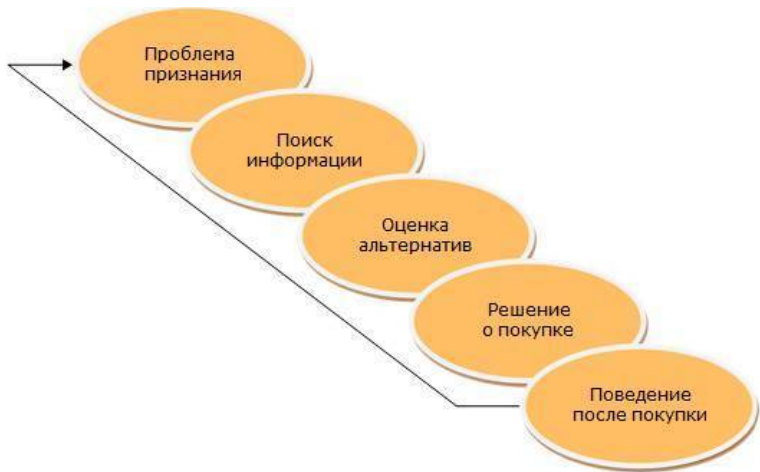 Проблема
признания
Поиск
информации
Оценка
альтернатив
Решение
о покупке
Поведение
после покупки